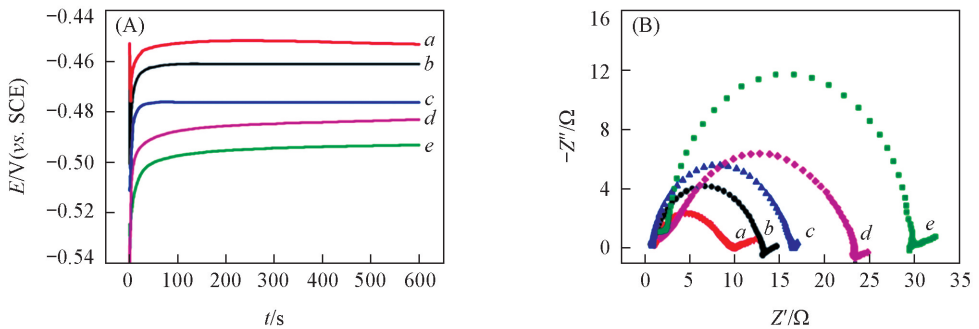 (A)
−0.44
−0.46
−0.48
−0.50
−0.52
−0.54
E/V(vs. SCE)
a
b
c
d
e
0 100 200 300 400 500 600
t/s
(B)
16
12
8
4
0
−Z″/Ω
a b c d e
0 5 10 15 20 25 30 35
Z′/Ω